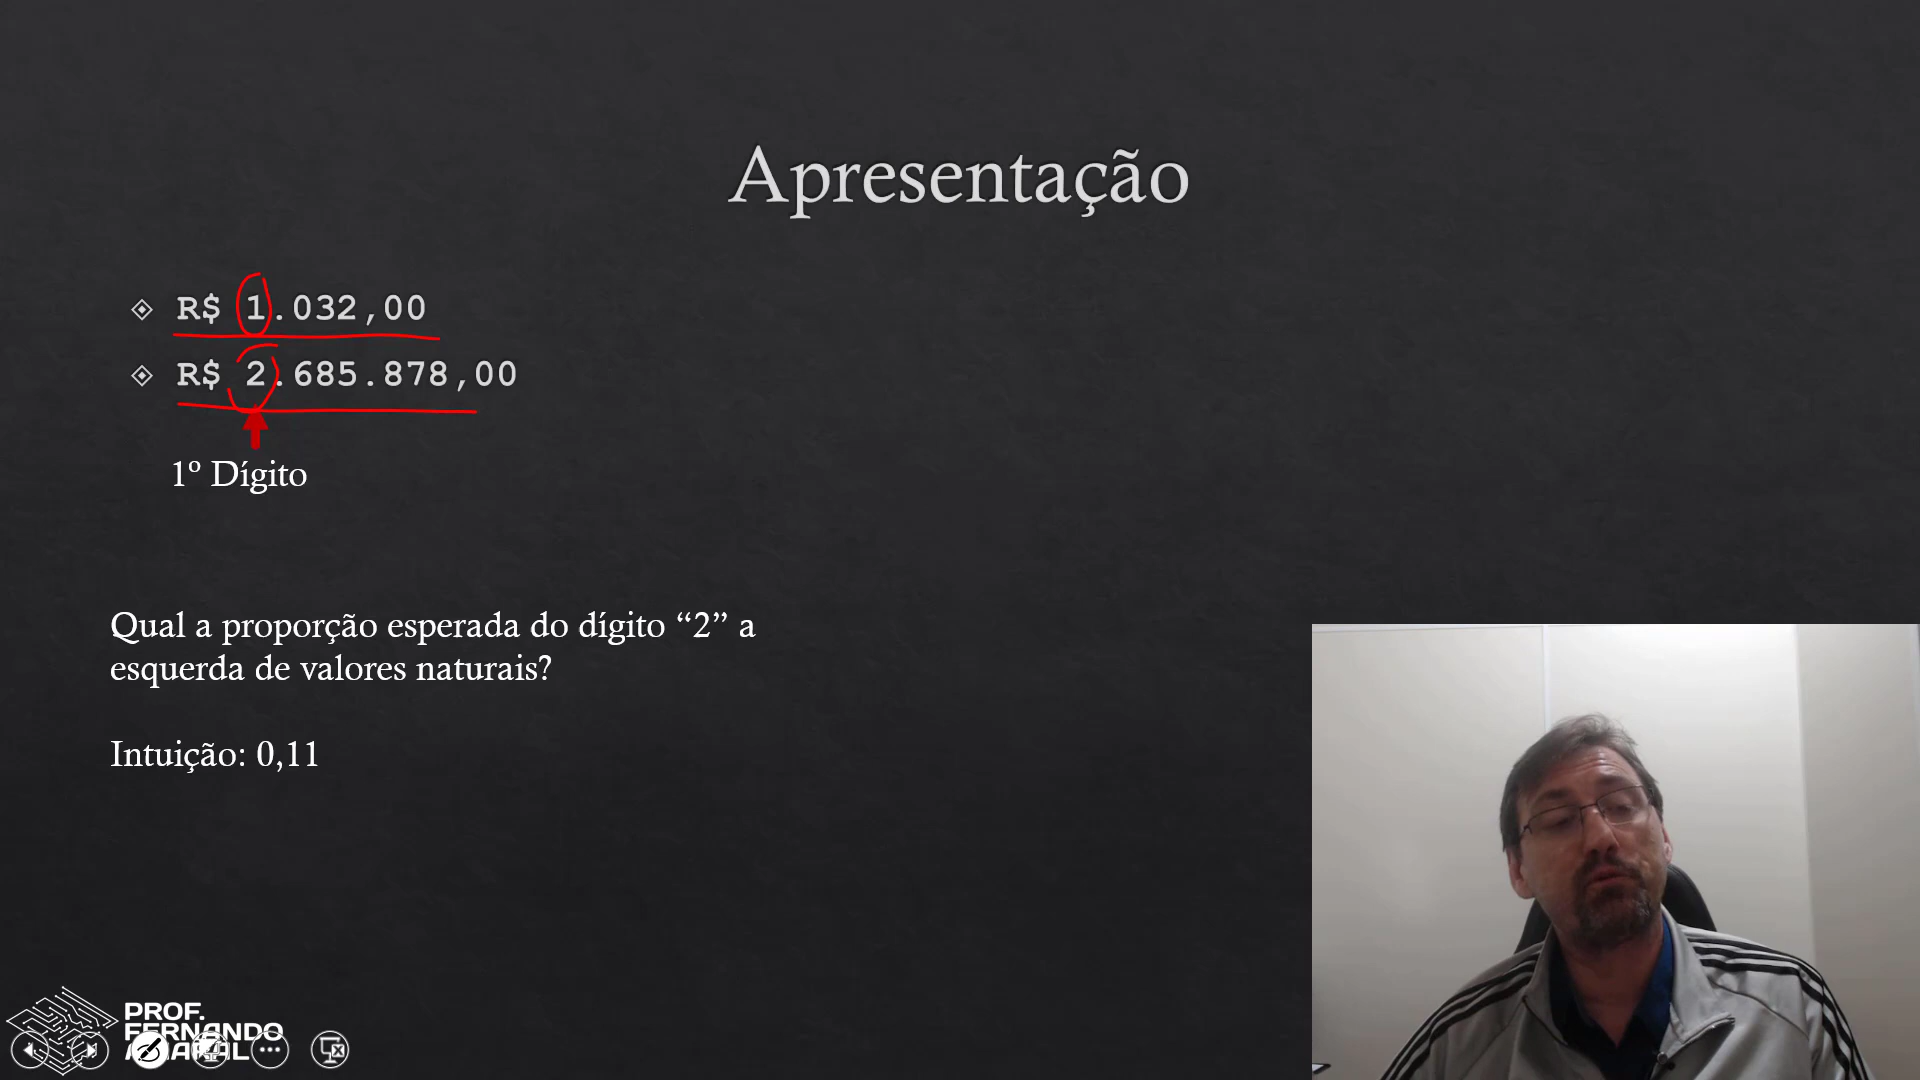 Apresentação
R$ 1.032,00
R$ 2.685.878,00
1º Dígito
Qual a proporção esperada do dígito “2” a
esquerda de valores naturais?
Intuição: 0,11
PROF.
FERNANDO
AMARAL